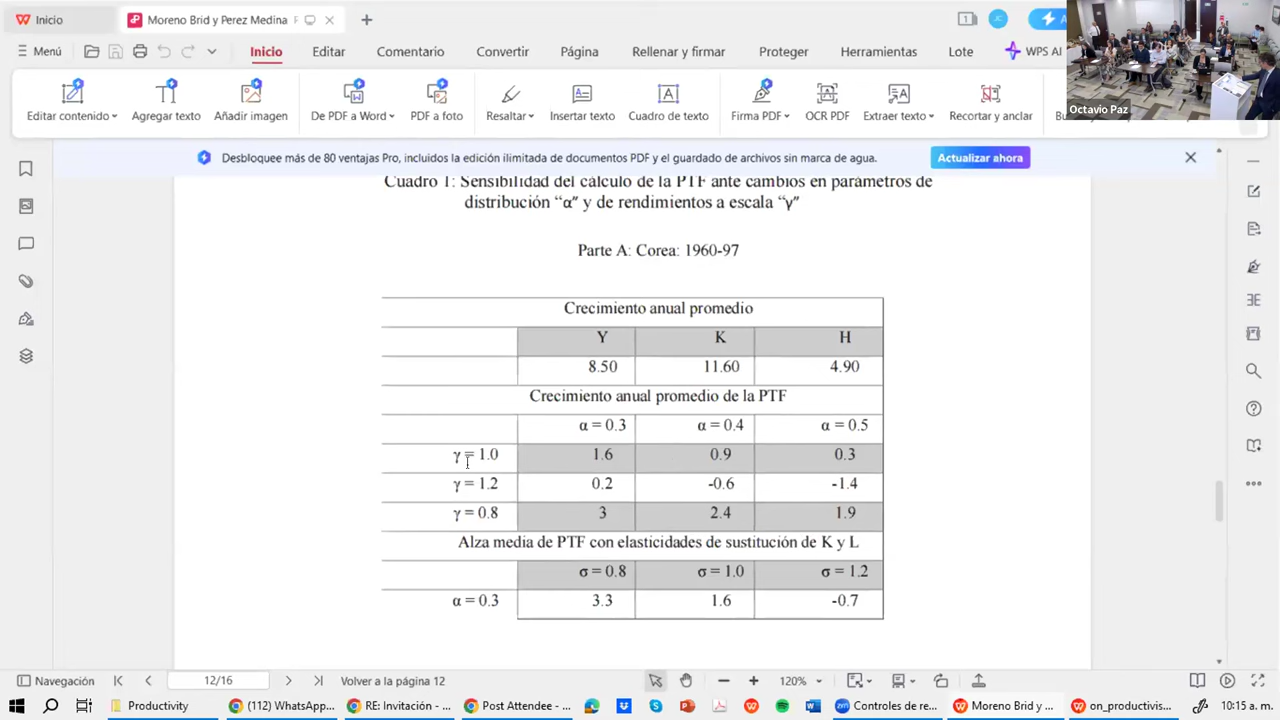 Inicio
Moreno Brid y Perez Medina
Menú
Inicio
Editar
Comentario
Convertir
Página
Rellenar y firmar
Proteger
Herramientas
Lote
WPS AI
Editar contenido
Agregar texto
Añadir imagen
De PDF a Word
PDF a foto
Resaltar
Insertar texto
Cuadro de texto
Firma PDF
OCR PDF
Extraer texto
Recortar y anclar
Octavio Paz
Desbloquee más de 80 ventajas Pro, incluidos la edición ilimitada de documentos PDF y el guardado de archivos sin marca de agua.
Actualizar ahora
Cuadro 1: Sensibilidad del cálculo de la PTF ante cambios en parámetros de
distribución “α” y de rendimientos a escala “γ”
Parte A: Corea: 1960-97
Crecimiento anual promedio
Y K H
8.50 11.60 4.90
Crecimiento anual promedio de la PTF
α = 0.3 α = 0.4 α = 0.5
γ = 1.0 1.6 0.9 0.3
γ = 1.2 0.2 -0.6 -1.4
γ = 0.8 3 2.4 1.9
Alza media de PTF con elasticidades de sustitución de K y L
σ = 0.8 σ = 1.0 σ = 1.2
α = 0.3 3.3 1.6 -0.7
Navegación
12/16
Volver a la página 12
120%
Productivity
(112) WhatsApp...
RE: Invitación - ...
Post Attendee - ...
Controles de re...
Moreno Brid y ...
on_productivis...
10:15 a. m.